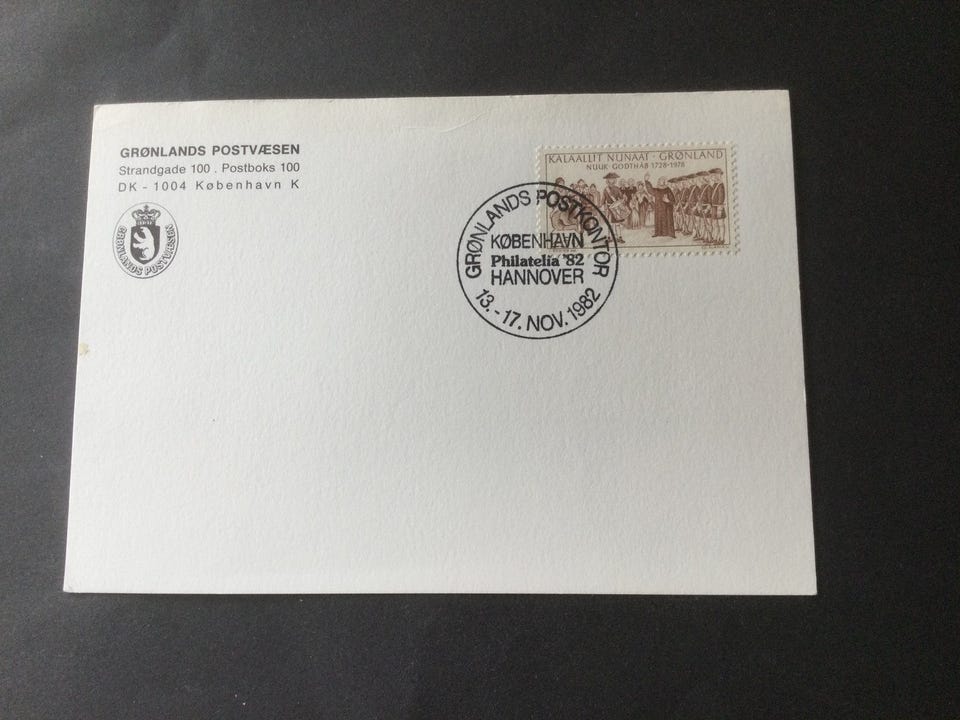 GRØNLANDS POSTVÆSEN
Strandgade 100 . Postboks 100
DK - 1004 København K
GRØNLANDS POSTVÆSEN
KALAALLIT NUNAAT · GRØNLAND
NUUK · GODTHÅB 1728-1978
GRØNLANDS POSTKONTOR
KØBENHAVN
Philatelia '82
HANNOVER
13.-17. NOV. 1982